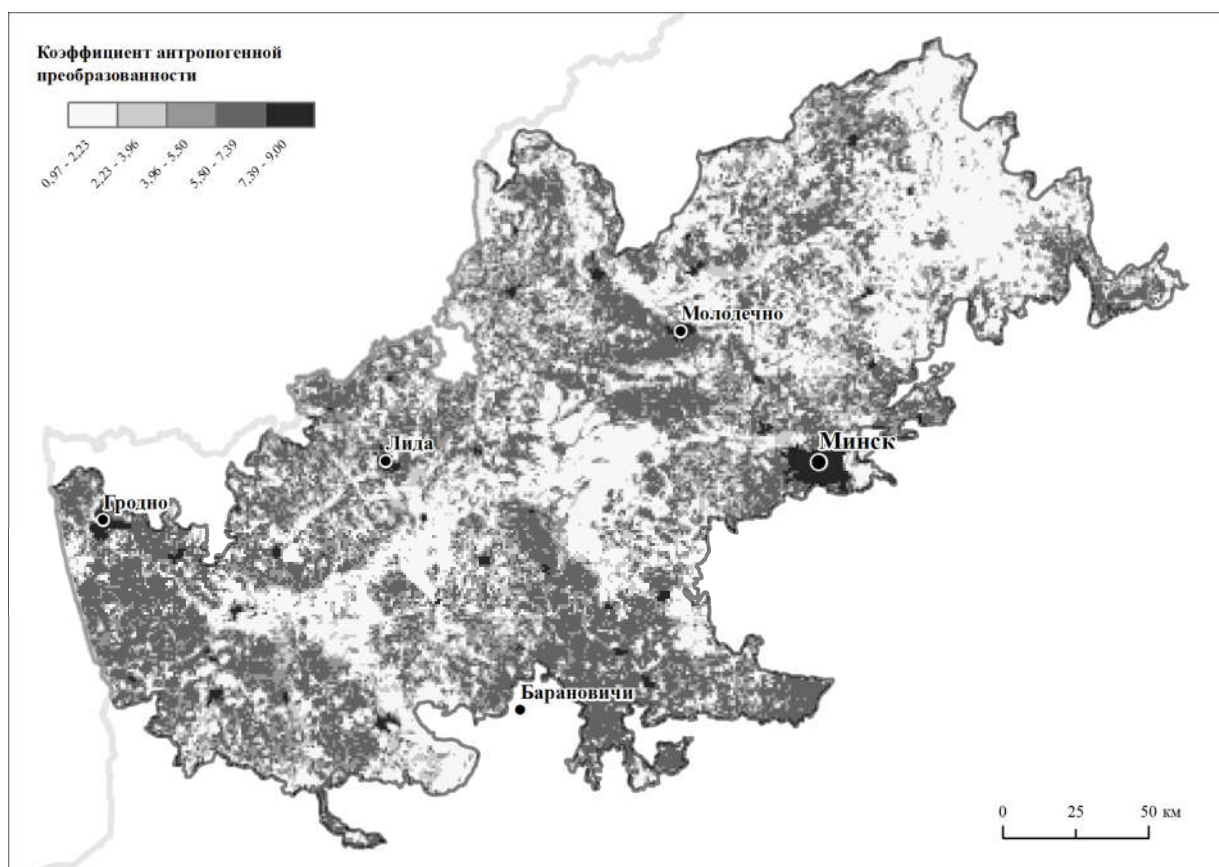 Коэффициент антропогенной
преобразованности
0,97 - 2,23
2,23 - 3,96
3,96 - 5,50
5,50 - 7,39
7,39 - 9,00
Молодечно
Минск
Лида
Гродно
Барановичи
0 25 50 км